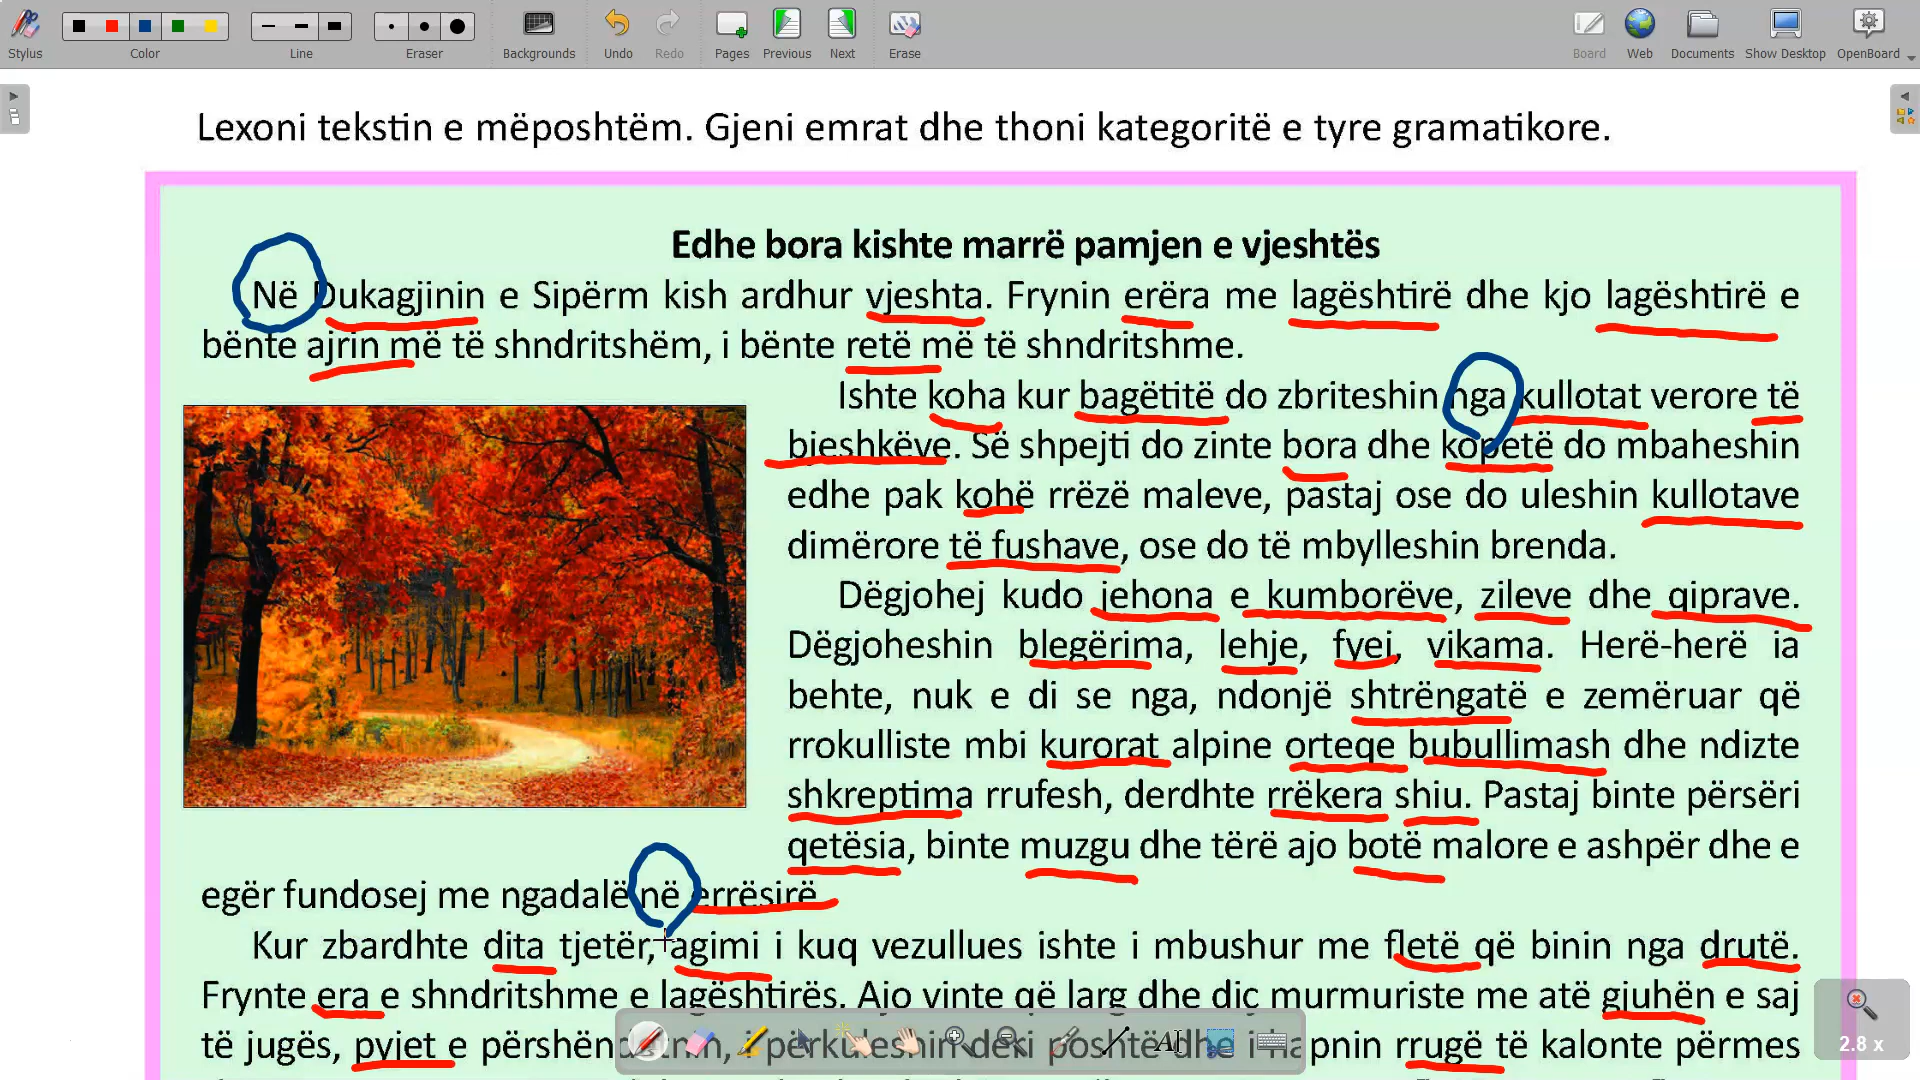 Stylus
Color
Line
Eraser
Backgrounds
Undo
Redo
Pages
Previous
Next
Erase
Board
Web
Documents
Show Desktop
OpenBoard
Lexoni tekstin e mëposhtëm. Gjeni emrat dhe thoni kategoritë e tyre gramatikore.
Edhe bora kishte marrë pamjen e vjeshtës
Në Dukagjinin e Sipërm kish ardhur vjeshta. Frynin erëra me lagështirë dhe kjo lagështirë e
bënte ajrin më të shndritshëm, i bënte retë më të shndritshme.
Ishte koha kur bagëtitë do zbriteshin nga kullotat verore të
bjeshkëve. Së shpejti do zinte bora dhe kopetë do mbaheshin
edhe pak kohë rrëzë maleve, pastaj ose do uleshin kullotave
dimërore të fushave, ose do të mbylleshin brenda.
Dëgjohej kudo jehona e kumborëve, zileve dhe qiprave.
Dëgjoheshin blegërima, lehje, fyej, vikama. Herë-herë ia
behte, nuk e di se nga, ndonjë shtrëngatë e zemëruar që
rrokulliste mbi kurorat alpine orteqe bubullimash dhe ndizte
shkreptima rrufesh, derdhte rrëkera shiu. Pastaj binte përsëri
qetësia, binte muzgu dhe tërë ajo botë malore e ashpër dhe e
egër fundosej me ngadalë në errësirë
Kur zbardhte dita tjetër, agimi i kuq vezullues ishte i mbushur me fletë që binin nga drutë.
Frynte era e shndritshme e lagështirës. Ajo vinte që larg dhe diç murmuriste me atë gjuhën e saj
të jugës, pyjet e përkuleshin deri poshtë dhe i hapnin rrugë të kalonte përmes
2.8 x